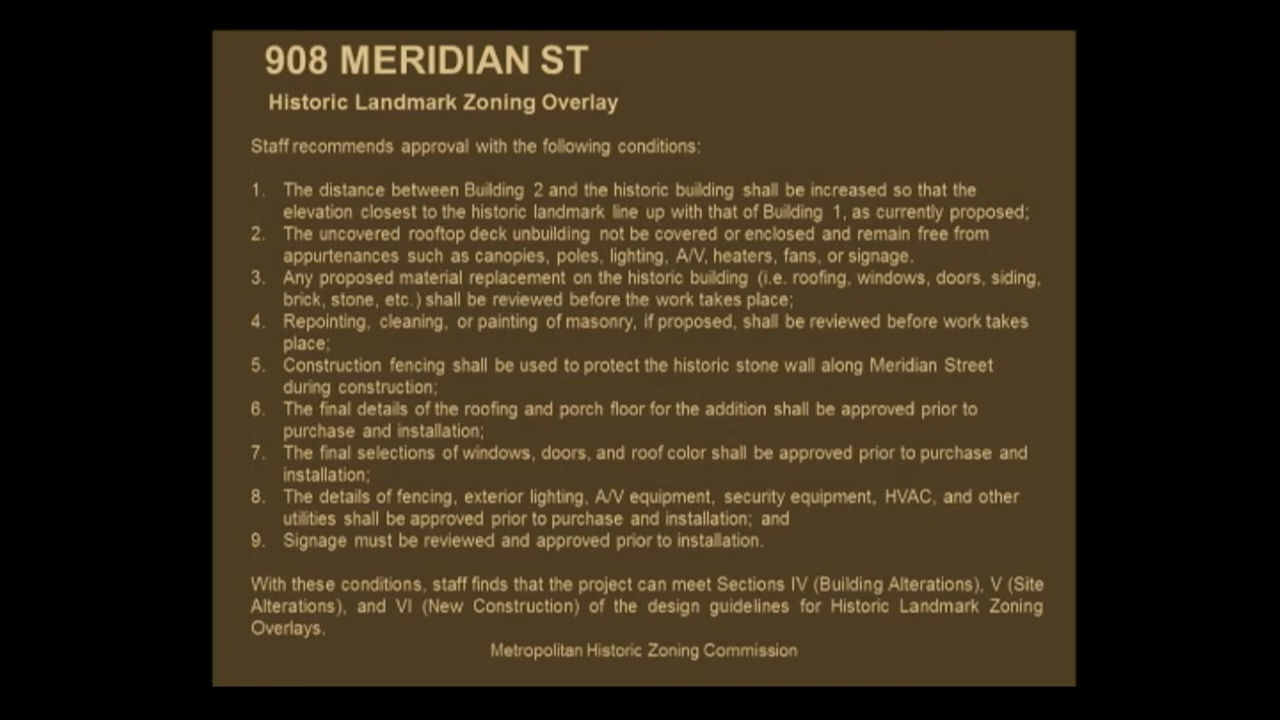 908 MERIDIAN ST
Historic Landmark Zoning Overlay
Staff recommends approval with the following conditions:
1. The distance between Building 2 and the historic building shall be increased so that the
elevation closest to the historic landmark line up with that of Building 1, as currently proposed;
2. The uncovered rooftop deck unbuilding not be covered or enclosed and remain free from
appurtenances such as canopies, poles, lighting, A/V, heaters, fans, or signage.
3. Any proposed material replacement on the historic building (i.e. roofing, windows, doors, siding,
brick, stone, etc.) shall be reviewed before the work takes place;
4. Repointing, cleaning, or painting of masonry, if proposed, shall be reviewed before work takes
place;
5. Construction fencing shall be used to protect the historic stone wall along Meridian Street
during construction;
6. The final details of the roofing and porch floor for the addition shall be approved prior to
purchase and installation;
7. The final selections of windows, doors, and roof color shall be approved prior to purchase and
installation;
8. The details of fencing, exterior lighting, A/V equipment, security equipment, HVAC, and other
utilities shall be approved prior to purchase and installation; and
9. Signage must be reviewed and approved prior to installation.
With these conditions, staff finds that the project can meet Sections IV (Building Alterations), V (Site
Alterations), and VI (New Construction) of the design guidelines for Historic Landmark Zoning
Overlays.
Metropolitan Historic Zoning Commission